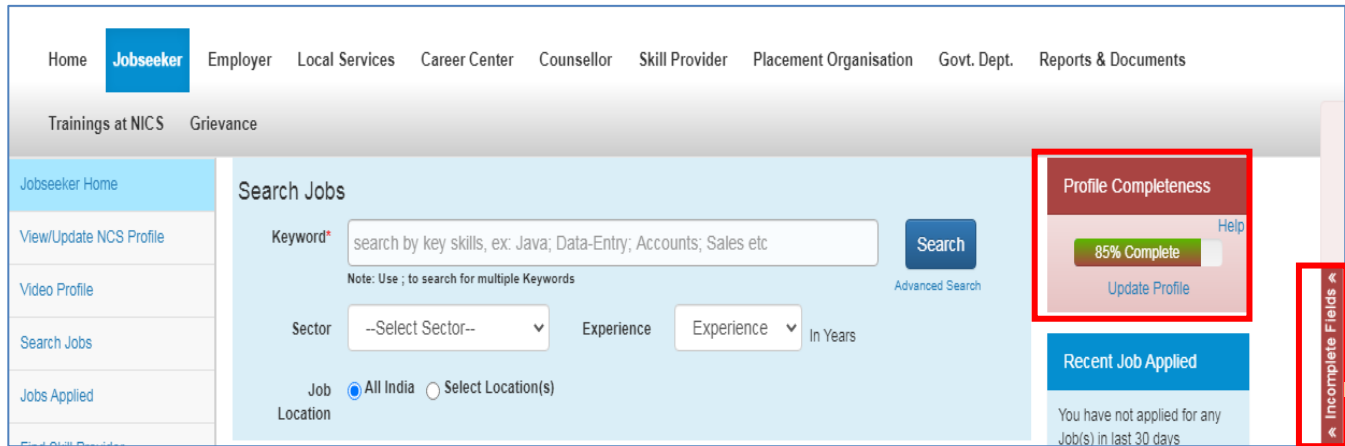 Home Jobseeker Employer Local Services Career Center Counsellor Skill Provider Placement Organisation Govt. Dept. Reports & Documents
Trainings at NICS Grievance
Jobseeker Home
View/Update NCS Profile
Video Profile
Search Jobs
Jobs Applied
Find Skill Provider
Search Jobs
Keyword*
search by key skills, ex: Java; Data-Entry; Accounts; Sales etc
Search
Note: Use ; to search for multiple Keywords
Advanced Search
Sector --Select Sector-- Experience Experience In Years
Job Location
All India Select Location(s)
Profile Completeness
Help
85% Complete
Update Profile
Recent Job Applied
You have not applied for any
Job(s) in last 30 days
« Incomplete Fields «